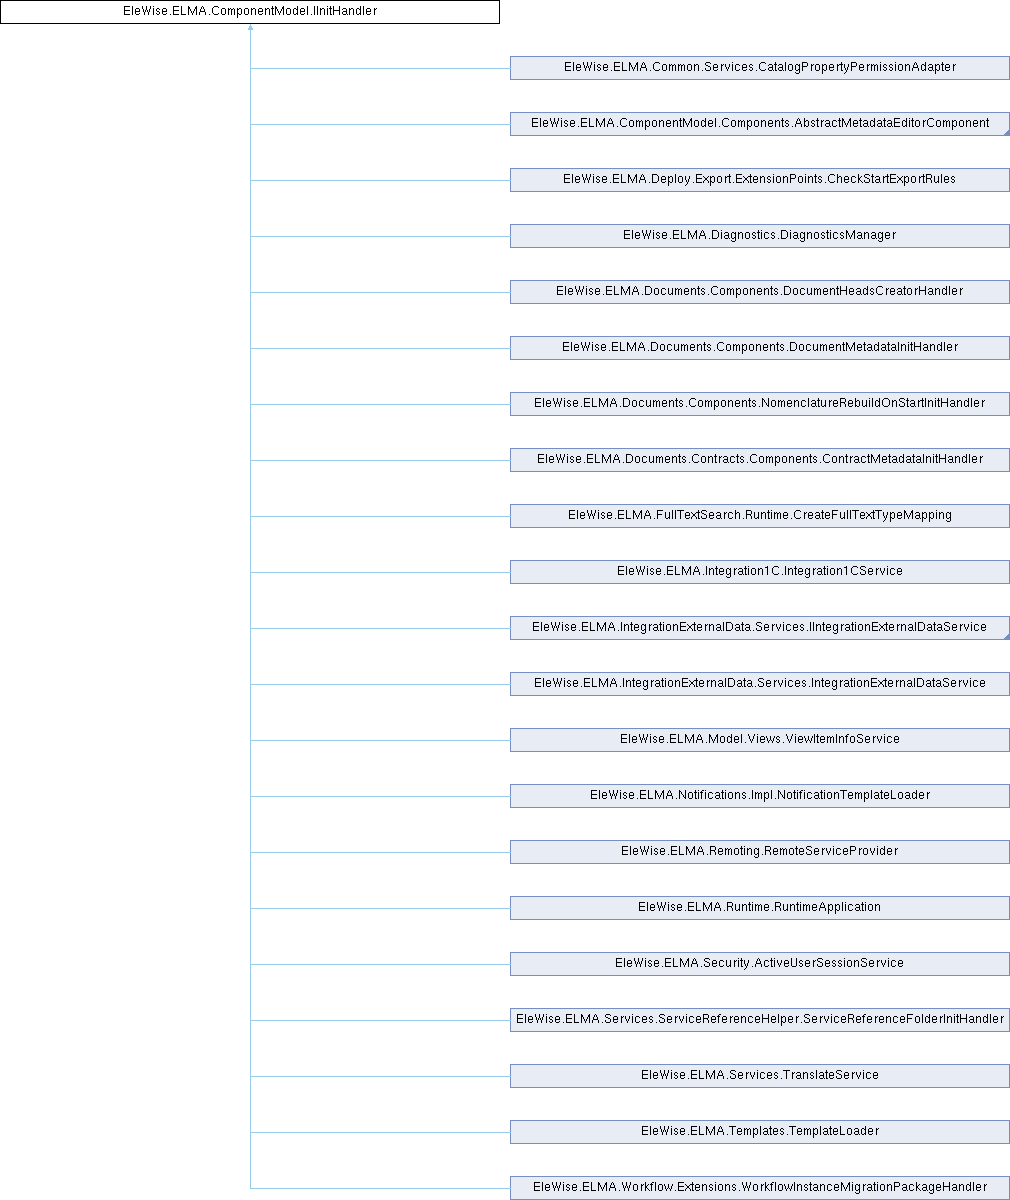 EleWise.ELMA.ComponentModel.IInitHandler
EleWise.ELMA.Common.Services.CatalogPropertyPermissionAdapter
EleWise.ELMA.ComponentModel.Components.AbstractMetadataEditorComponent
EleWise.ELMA.Deploy.Export.ExtensionPoints.CheckStartExportRules
EleWise.ELMA.Diagnostics.DiagnosticsManager
EleWise.ELMA.Documents.Components.DocumentHeadsCreatorHandler
EleWise.ELMA.Documents.Components.DocumentMetadataInitHandler
EleWise.ELMA.Documents.Components.NomenclatureRebuildOnStartInitHandler
EleWise.ELMA.Documents.Contracts.Components.ContractMetadataInitHandler
EleWise.ELMA.FullTextSearch.Runtime.CreateFullTextTypeMapping
EleWise.ELMA.Integration1C.Integration1CService
EleWise.ELMA.IntegrationExternalData.Services.IIntegrationExternalDataService
EleWise.ELMA.IntegrationExternalData.Services.IntegrationExternalDataService
EleWise.ELMA.Model.Views.ViewItemInfoService
EleWise.ELMA.Notifications.Impl.NotificationTemplateLoader
EleWise.ELMA.Remoting.RemoteServiceProvider
EleWise.ELMA.Runtime.RuntimeApplication
EleWise.ELMA.Security.ActiveUserSessionService
EleWise.ELMA.Services.ServiceReferenceHelper.ServiceReferenceFolderInitHandler
EleWise.ELMA.Services.TranslateService
EleWise.ELMA.Templates.TemplateLoader
EleWise.ELMA.Workflow.Extensions.WorkflowInstanceMigrationPackageHandler